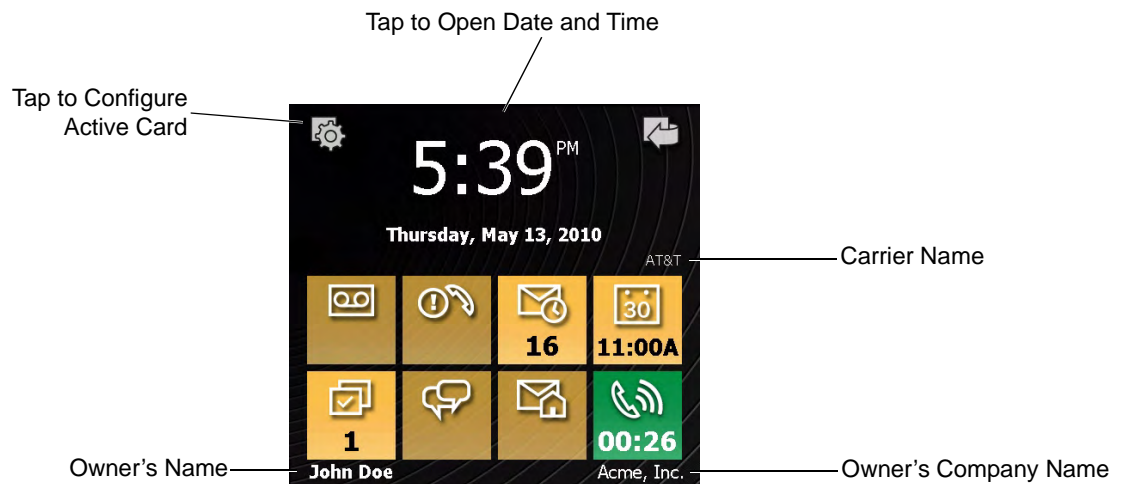 Tap to Open Date and Time
Tap to Configure
Active Card
5:39 PM
Thursday, May 13, 2010
AT&T
Carrier Name
30
16
11:00A
1
00:26
Owner’s Name
John Doe
Acme, Inc.
Owner’s Company Name